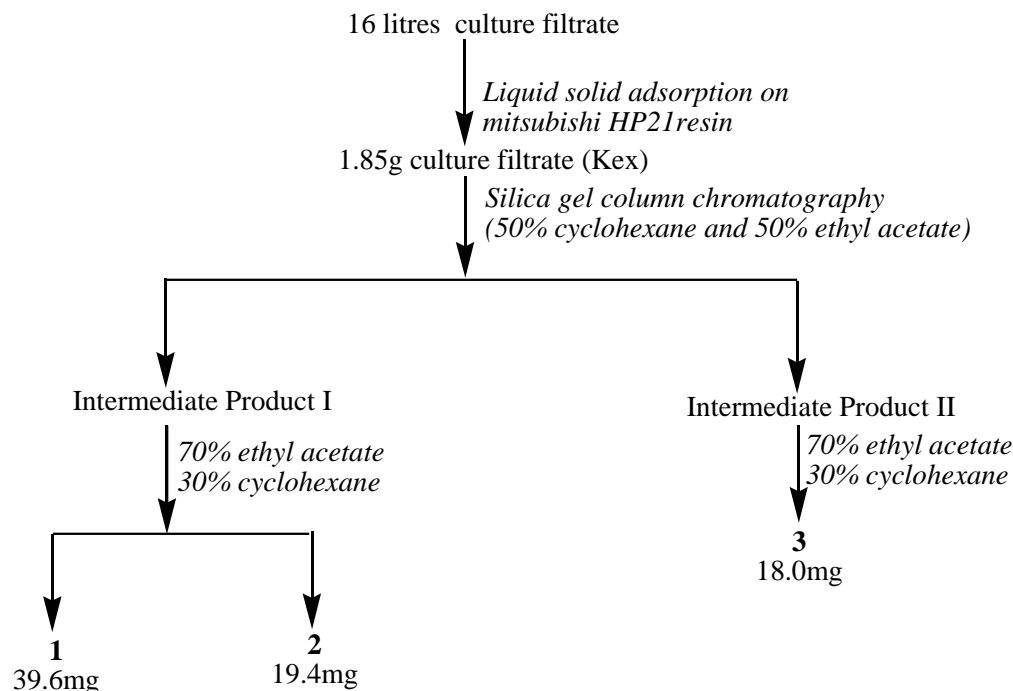 16 litres  culture filtrate
Liquid solid adsorption on
mitsubishi HP21resin
1.85g culture filtrate (Kex)
Silica gel column chromatography
(50% cyclohexane and 50% ethyl acetate)
Intermediate Product I
70% ethyl acetate
30% cyclohexane
1
39.6mg
2
19.4mg
Intermediate Product II
70% ethyl acetate
30% cyclohexane
3
18.0mg